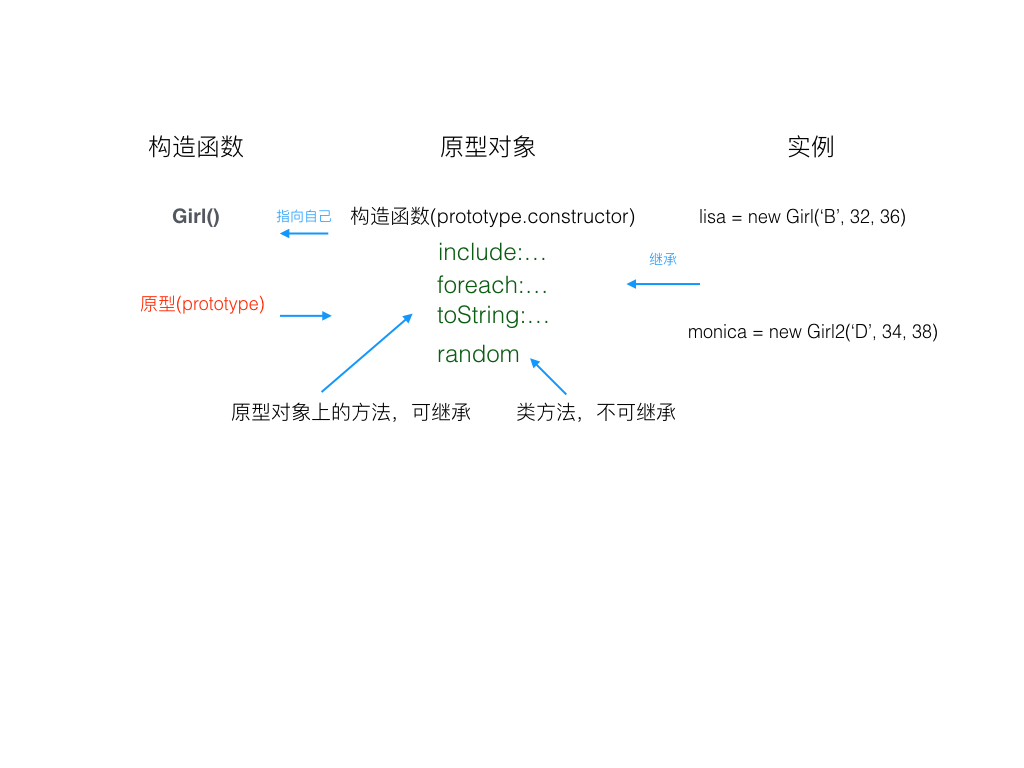 构造函数
原型对象
实例
Girl()
指向自己
构造函数(prototype.constructor)
lisa = new Girl(‘B’, 32, 36)
include:…
继承
foreach:…
原型(prototype)
toString:…
monica = new Girl2(‘D’, 34, 38)
random
原型对象上的方法，可继承
类方法，不可继承